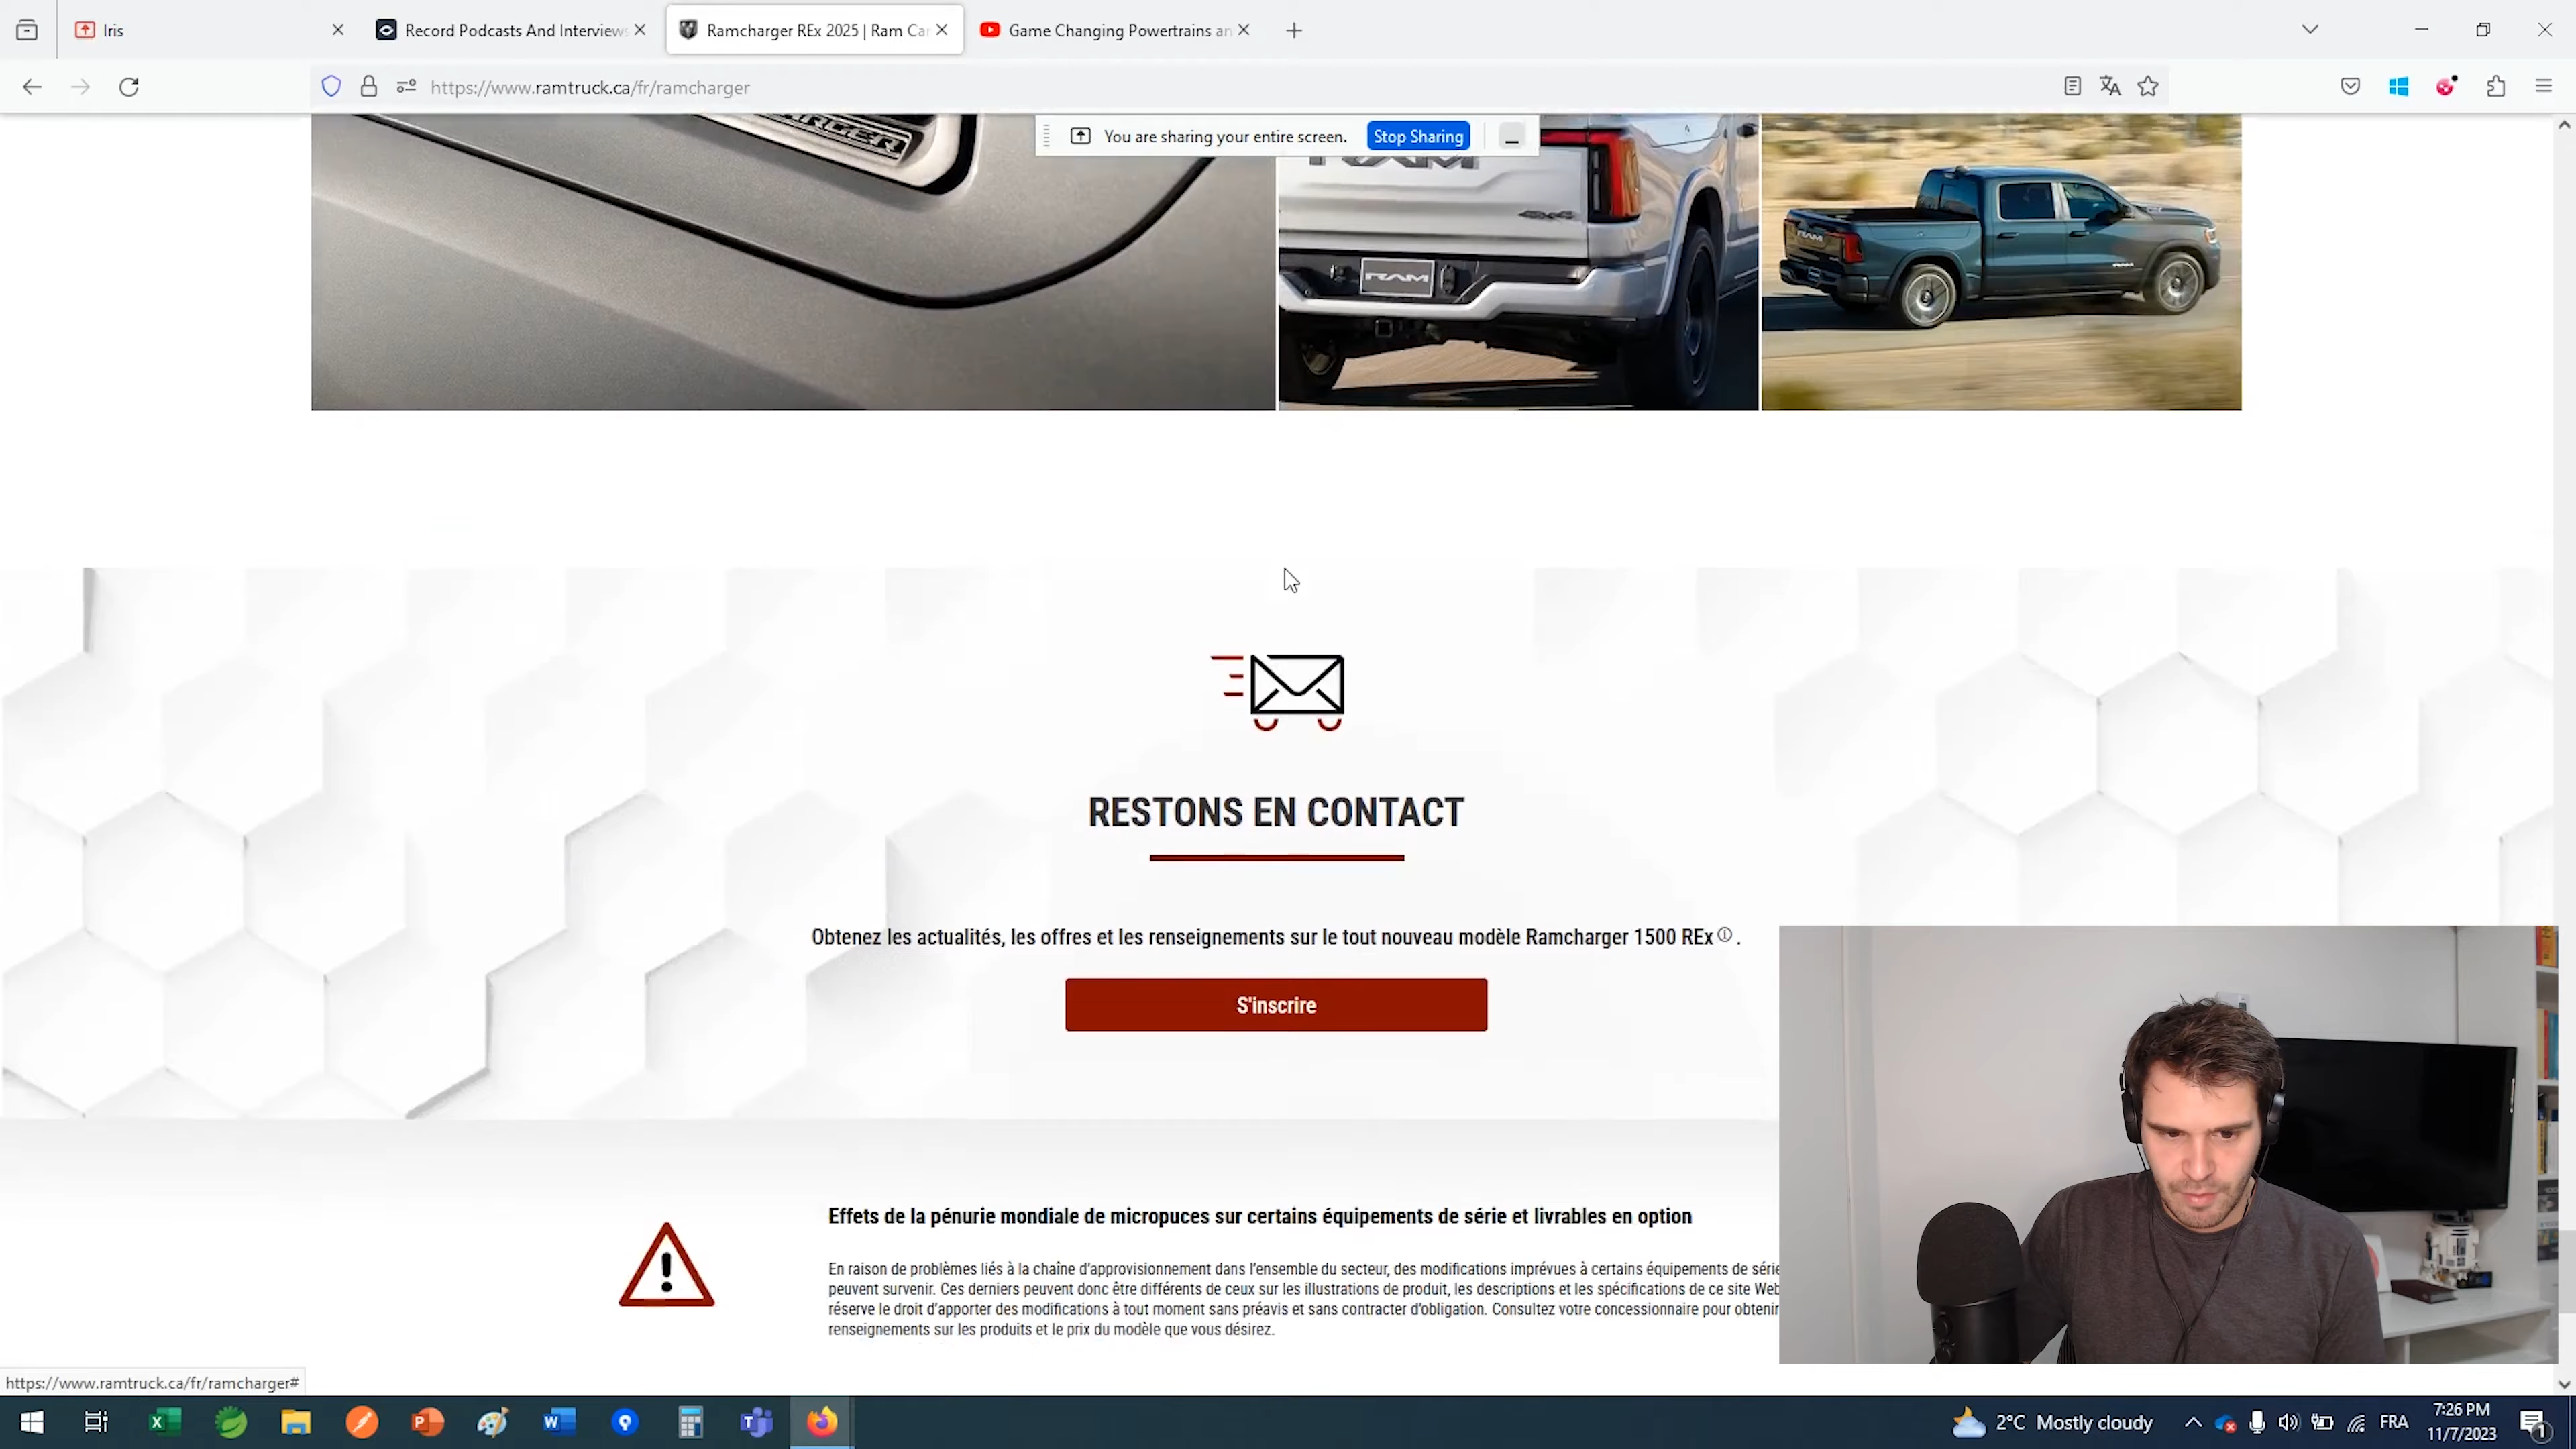 Iris
Record Podcasts And Interviews
Ramcharger REx 2025 | Ram Ca
Game Changing Powertrains an
https://www.ramtruck.ca/fr/ramcharger
You are sharing your entire screen.
Stop Sharing
RAM
4x4
RAM
RAM
RESTONS EN CONTACT
Obtenez les actualités, les offres et les renseignements sur le tout nouveau modèle Ramcharger 1500 REx ⓘ .
S'inscrire
Effets de la pénurie mondiale de micropuces sur certains équipements de série et livrables en option
En raison de problèmes liés à la chaîne d'approvisionnement dans l'ensemble du secteur, des modifications imprévues à certains équipements de série
peuvent survenir. Ces derniers peuvent donc être différents de ceux sur les illustrations de produit, les descriptions et les spécifications de ce site Web
réserve le droit d'apporter des modifications à tout moment sans préavis et sans contracter d'obligation. Consultez votre concessionnaire pour obtenir
renseignements sur les produits et le prix du modèle que vous désirez.
https://www.ramtruck.ca/fr/ramcharger#
2°C Mostly cloudy
FRA
7:26 PM
11/7/2023
1